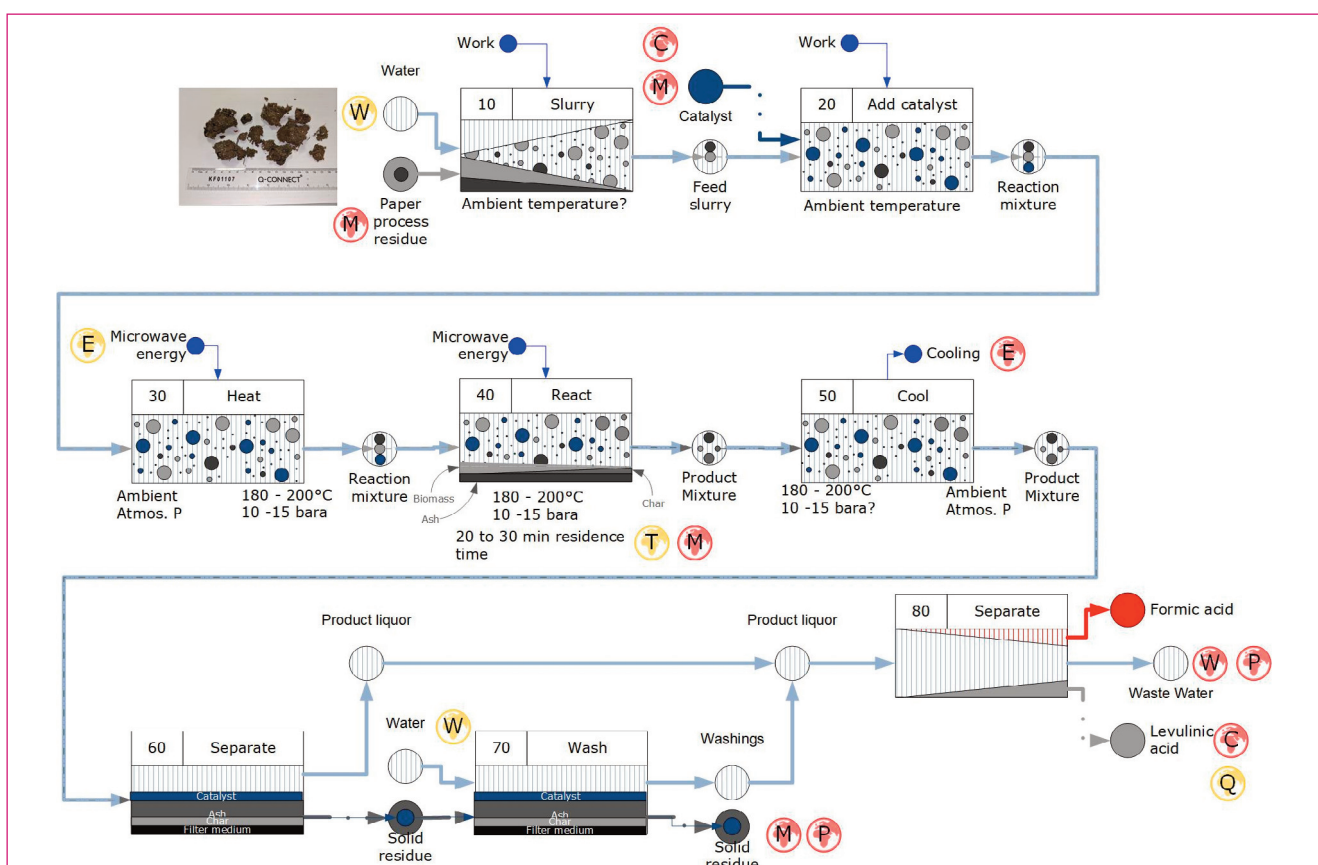 Work
C
Work
Water
M
W
10 Slurry
Catalyst
20 Add catalyst
KF01107 Q-CONNECT
Feed
slurry
Reaction
mixture
Paper
process
residue
M
Ambient temperature?
Ambient temperature
E
Microwave
energy
Microwave
energy
Cooling
E
30 Heat
40 React
50 Cool
Reaction
mixture
Product
Mixture
Product
Mixture
Biomass
Ash
Char
Ambient
Atmos. P
180 - 200°C
10 -15 bara
180 - 200°C
10 -15 bara
20 to 30 min residence
time
T
M
180 - 200°C
10 -15 bara?
Ambient
Atmos. P
Product liquor
Product liquor
80 Separate
Formic acid
W
P
Waste Water
Levulinic
acid
C
Q
Water
W
Washings
60 Separate
70 Wash
Catalyst
Ash
Char
Filter medium
Catalyst
Ash
Char
Filter medium
Solid
residue
Solid
residue
M
P